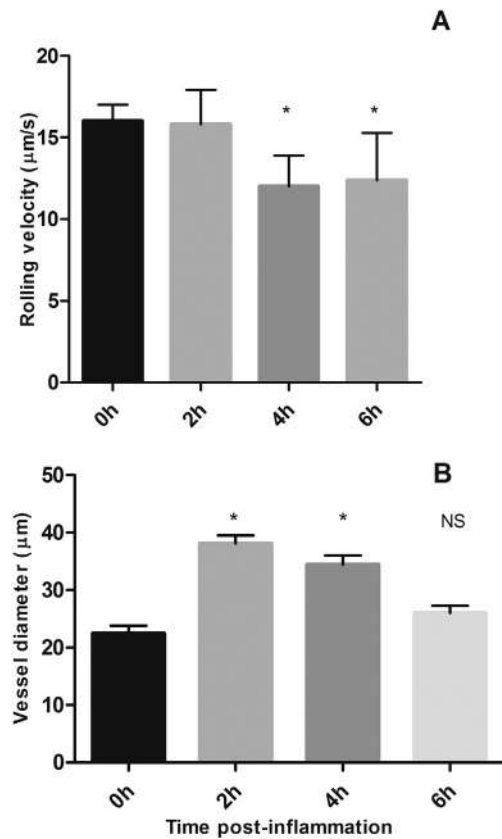 A
20
15
10
5
0
Rolling velocity (μm/s)
* *
0h 2h 4h 6h
B
50
40
30
20
10
0
Vessel diameter (μm)
* * NS
0h 2h 4h 6h
Time post-inflammation